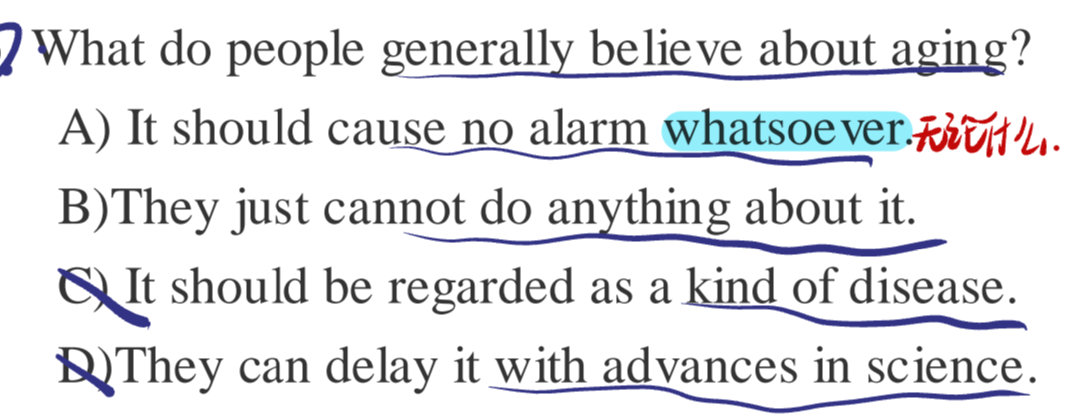 What do people generally believe about aging?
A) It should cause no alarm whatsoever. 无论什么.
B)They just cannot do anything about it.
C) It should be regarded as a kind of disease.
D)They can delay it with advances in science.